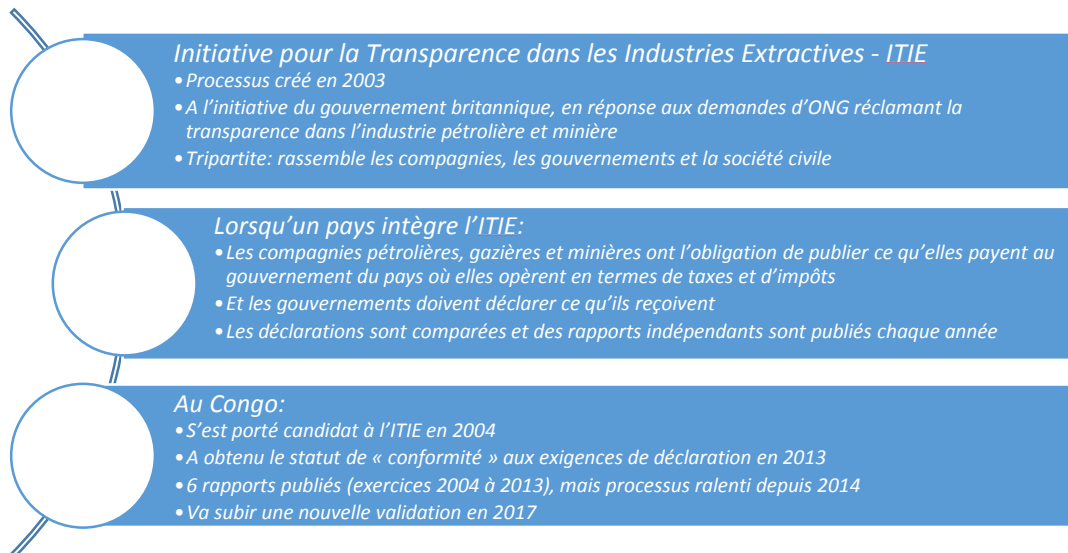 Initiative pour la Transparence dans les Industries Extractives - ITIE
•Processus créé en 2003
•A l’initiative du gouvernement britannique, en réponse aux demandes d’ONG réclamant la
transparence dans l’industrie pétrolière et minière
•Tripartite: rassemble les compagnies, les gouvernements et la société civile
Lorsqu’un pays intègre l’ITIE:
•Les compagnies pétrolières, gazières et minières ont l’obligation de publier ce qu’elles payent au
gouvernement du pays où elles opèrent en termes de taxes et d’impôts
•Et les gouvernements doivent déclarer ce qu’ils reçoivent
•Les déclarations sont comparées et des rapports indépendants sont publiés chaque année
Au Congo:
•S’est porté candidat à l’ITIE en 2004
•A obtenu le statut de « conformité » aux exigences de déclaration en 2013
•6 rapports publiés (exercices 2004 à 2013), mais processus ralenti depuis 2014
•Va subir une nouvelle validation en 2017